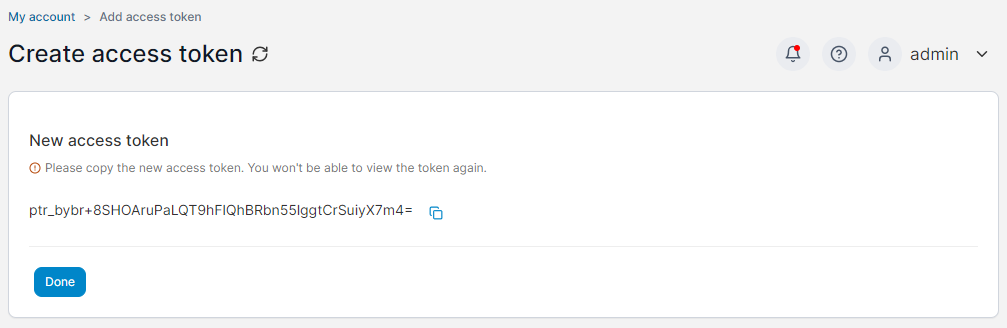 My account > Add access token
Create access token
admin
New access token
Please copy the new access token. You won't be able to view the token again.
ptr_bybr+8SHOAruPaLQT9hFIQhBRbn55IggtCrSuiyX7m4=
Done